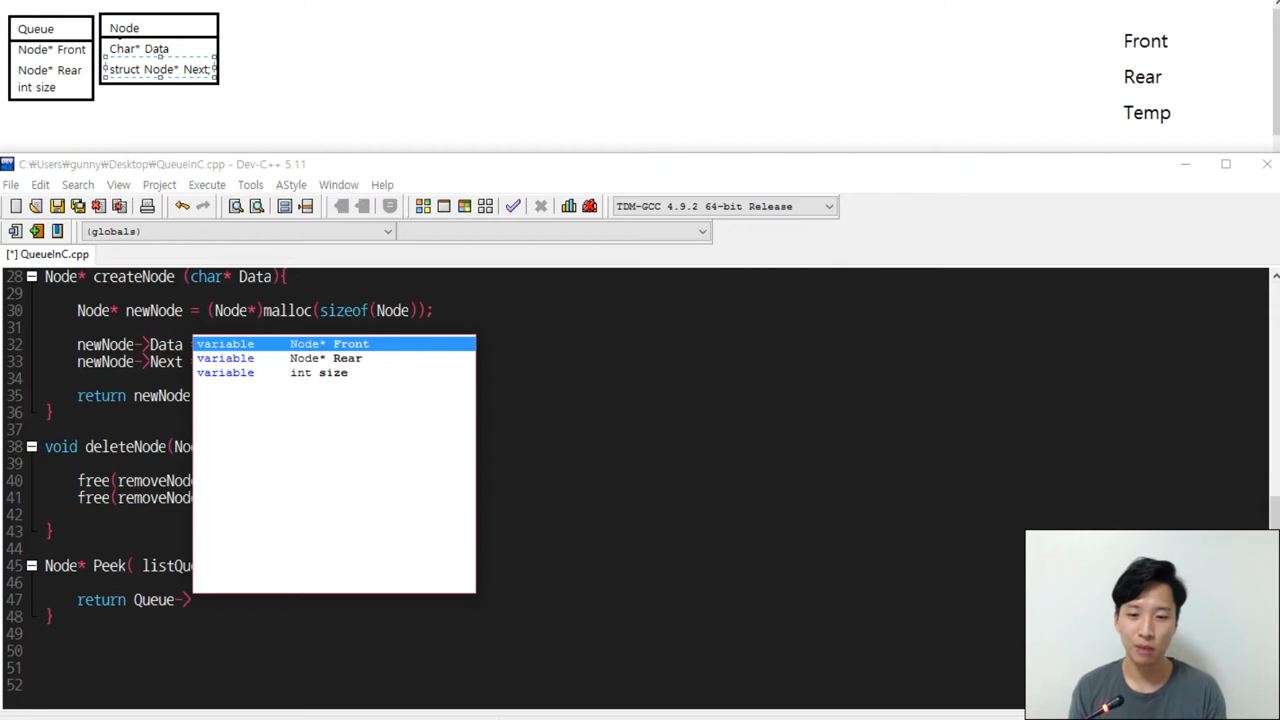 Queue
Node* Front
Node* Rear
int size
Node
Char* Data
struct Node* Next;
Front
Rear
Temp
C:₩Users₩gunny₩Desktop₩QueueInC.cpp - Dev-C++ 5.11
File Edit Search View Project Execute Tools AStyle Window Help
TDM-GCC 4.9.2 64-bit Release
(globals)
[*] QueueInC.cpp
28 Node* createNode (char* Data){
29
30 Node* newNode = (Node*)malloc(sizeof(Node));
31
32 newNode->Data
33 newNode->Next
34
35 return newNode
36 }
37
38 void deleteNode(No
39
40 free(removeNod
41 free(removeNod
42
43 }
44
45 Node* Peek( listQu
46
47 return Queue->
48 }
49
50
51
52
variable Node* Front
variable Node* Rear
variable int size